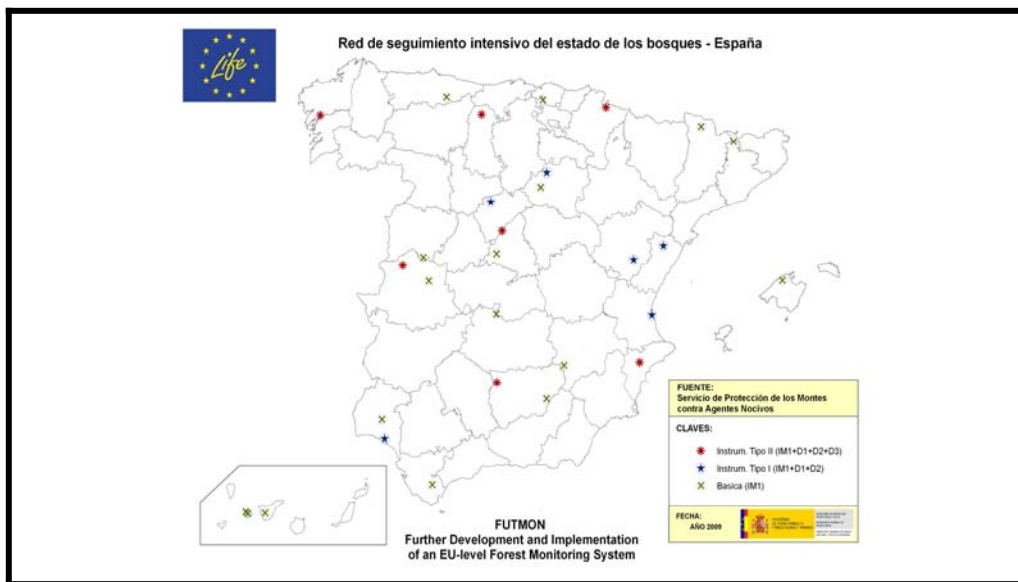 Life
Red de seguimiento intensivo del estado de los bosques - España
FUENTE:
Servicio de Protección de los Montes
contra Agentes Nocivos
CLAVES:
Instrum. Tipo II (IM1+D1+D2+D3)
Instrum. Tipo I (IM1+D1+D2)
Basica (IM1)
FECHA:
AÑO 2009
FUTMON
Further Development and Implementation
of an EU-level Forest Monitoring System